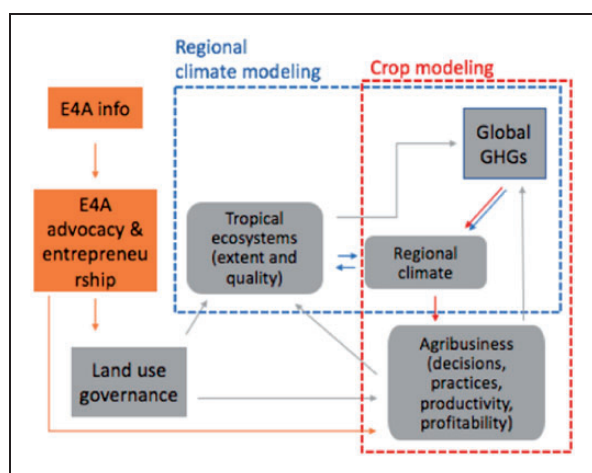 Regional
climate modeling
Crop modeling
E4A info
Global
GHGs
E4A
advocacy &
entrepreneu
rship
Tropical
ecosystems
(extent and
quality)
Regional
climate
Land use
governance
Agribusiness
(decisions,
practices,
productivity,
profitability)